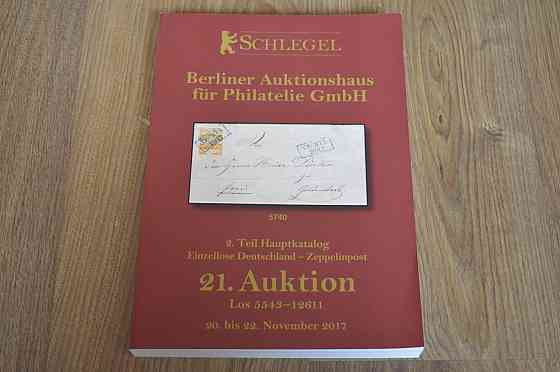 SCHLEGEL
Berliner Auktionshaus
für Philatelie GmbH
5740
2. Teil Hauptkatalog
Einzellose Deutschland – Zeppelinpost
21. Auktion
Los 5543–12611
20. bis 22. November 2017